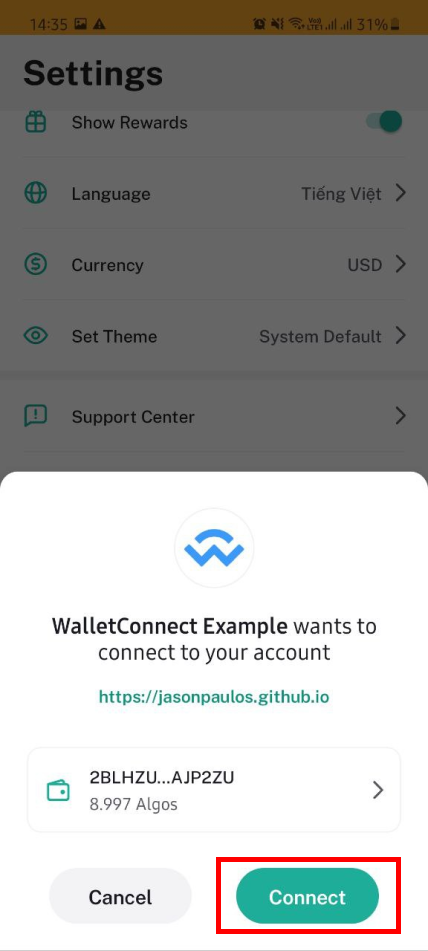 14:35 31%
Settings
Show Rewards
Language Tiếng Việt
Currency USD
Set Theme System Default
Support Center
WalletConnect Example wants to
connect to your account
https://jasonpaulos.github.io
2BLHZU...AJP2ZU
8.997 Algos
Cancel Connect